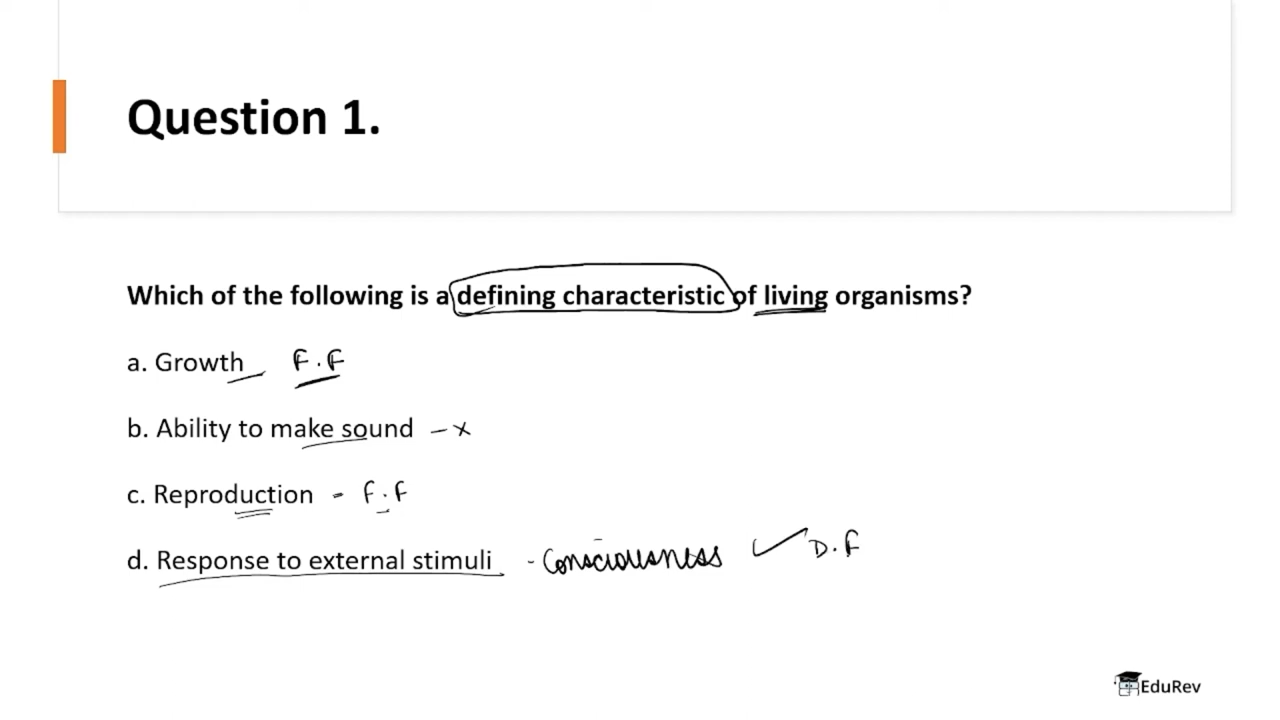 Question 1.
Which of the following is a defining characteristic of living organisms?
a. Growth F.F
b. Ability to make sound - x
c. Reproduction - F.F
d. Response to external stimuli - Consciousness ✓ D.F
EduRev